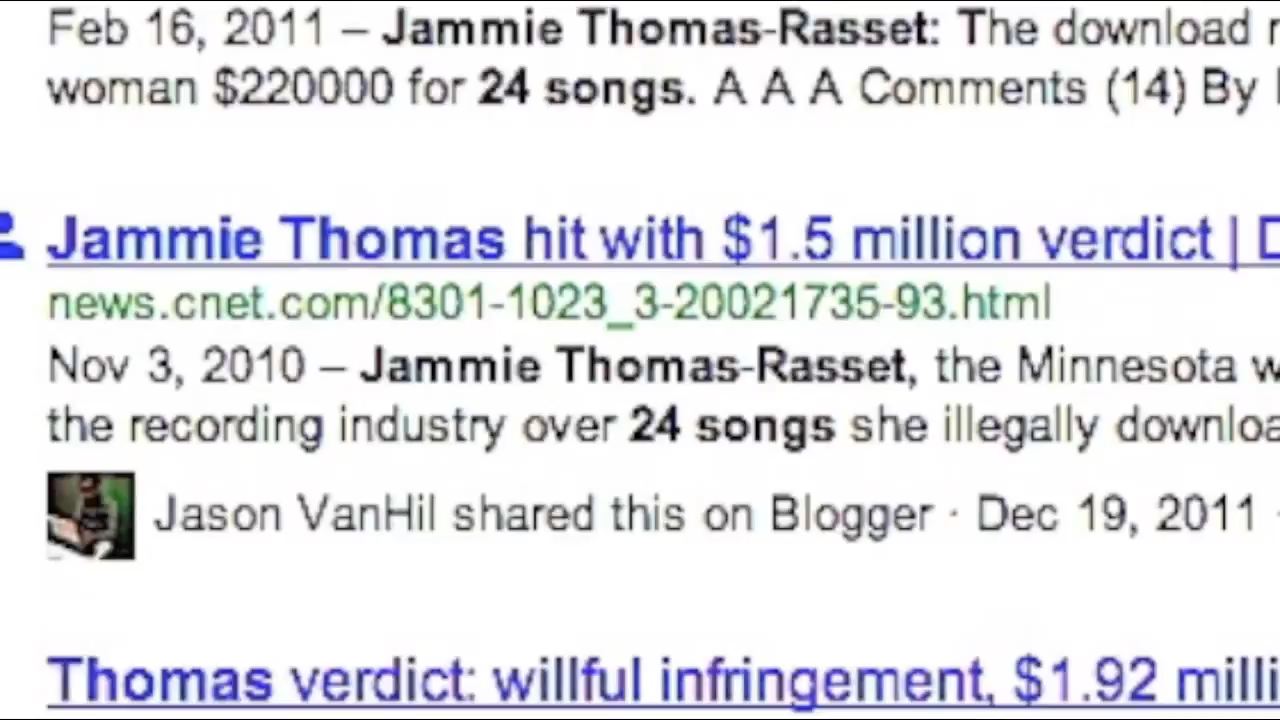 Feb 16, 2011 – Jammie Thomas-Rasset: The download
woman $220000 for 24 songs. A A A Comments (14) By
Jammie Thomas hit with $1.5 million verdict |
news.cnet.com/8301-1023_3-20021735-93.html
Nov 3, 2010 – Jammie Thomas-Rasset, the Minnesota
the recording industry over 24 songs she illegally
Jason VanHil shared this on Blogger · Dec 19, 2011
Thomas verdict: willful infringement, $1.92